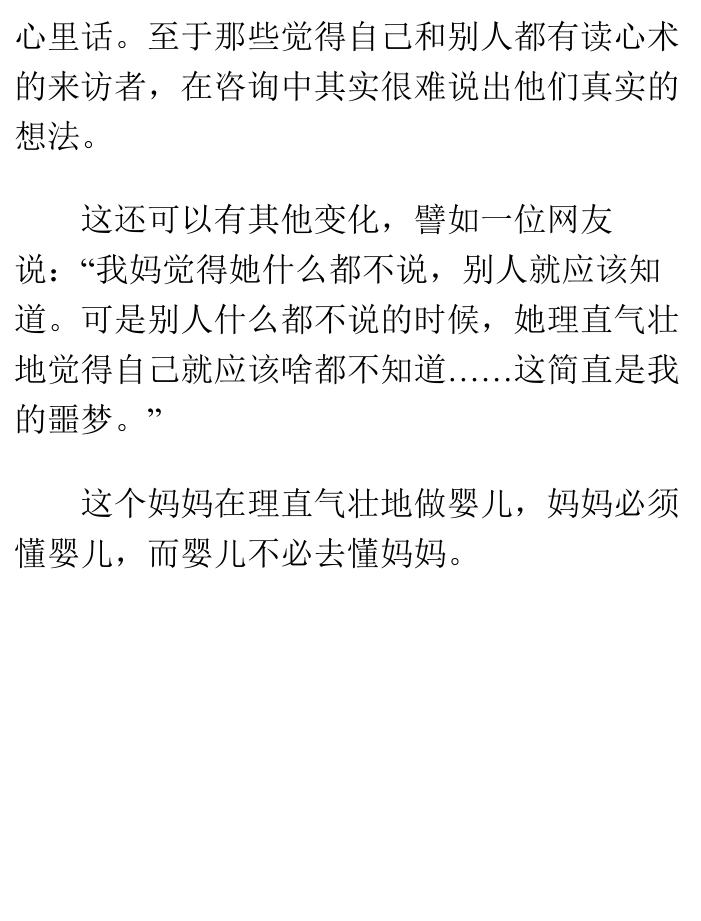 心里话。至于那些觉得自己和别人都有读心术
的来访者，在咨询中其实很难说出他们真实的
想法。
这还可以有其他变化，譬如一位网友
说：“我妈觉得她什么都不说，别人就应该知
道。可是别人什么都不说的时候，她理直气壮
地觉得自己就应该啥都不知道……这简直是我
的噩梦。”
这个妈妈在理直气壮地做婴儿，妈妈必须
懂婴儿，而婴儿不必去懂妈妈。